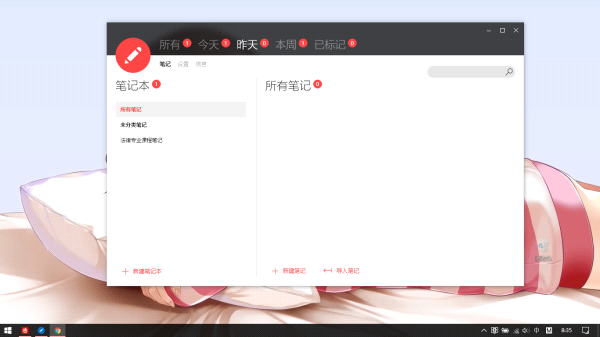 所有 1 今天 1 昨天 0 本周 1 已标记 0
笔记 设置 信息
笔记本 1
所有笔记
未分类笔记
法律专业课程笔记
新建笔记本
所有笔记 0
新建笔记 导入笔记
中 M 8:35